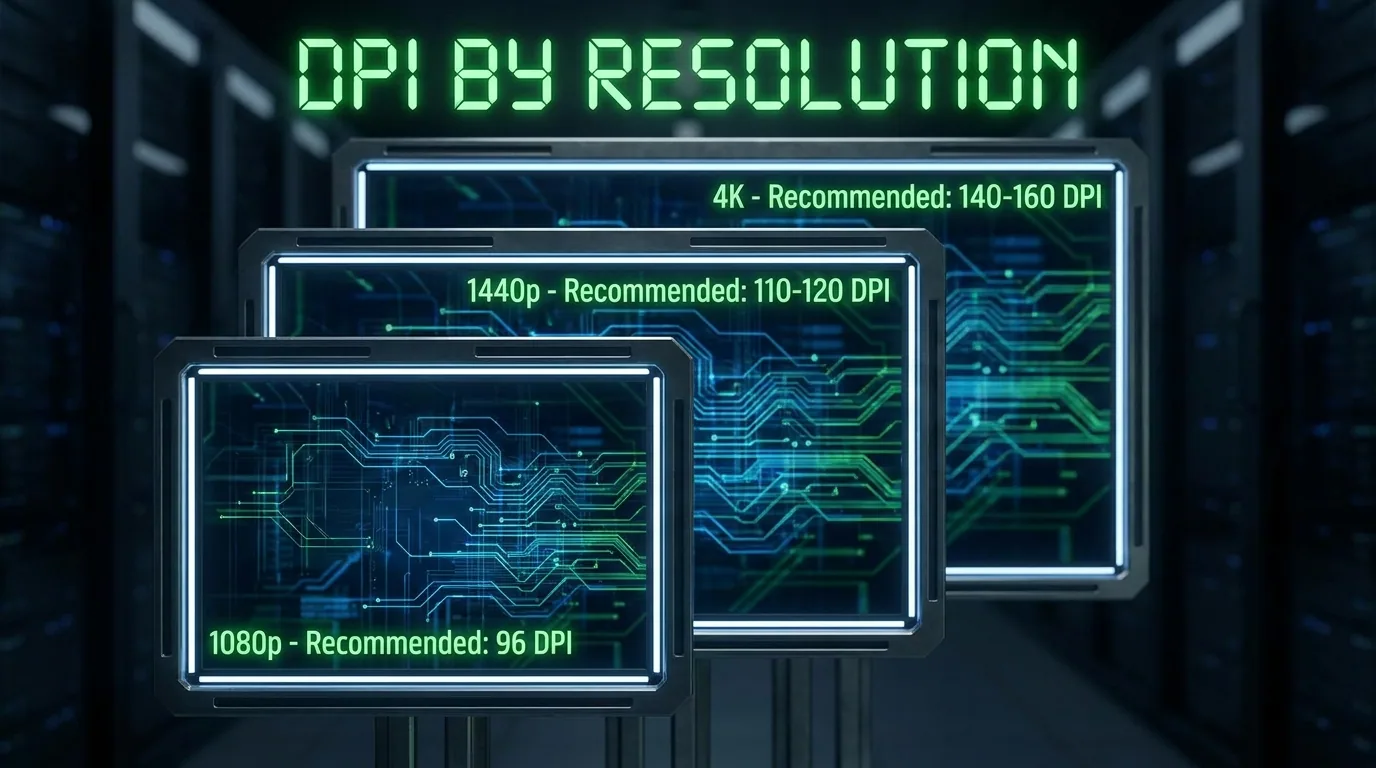 DPI BY RESOLUTION
4K - Recommended: 140-160 DPI
1440p - Recommended: 110-120 DPI
1080p - Recommended: 96 DPI